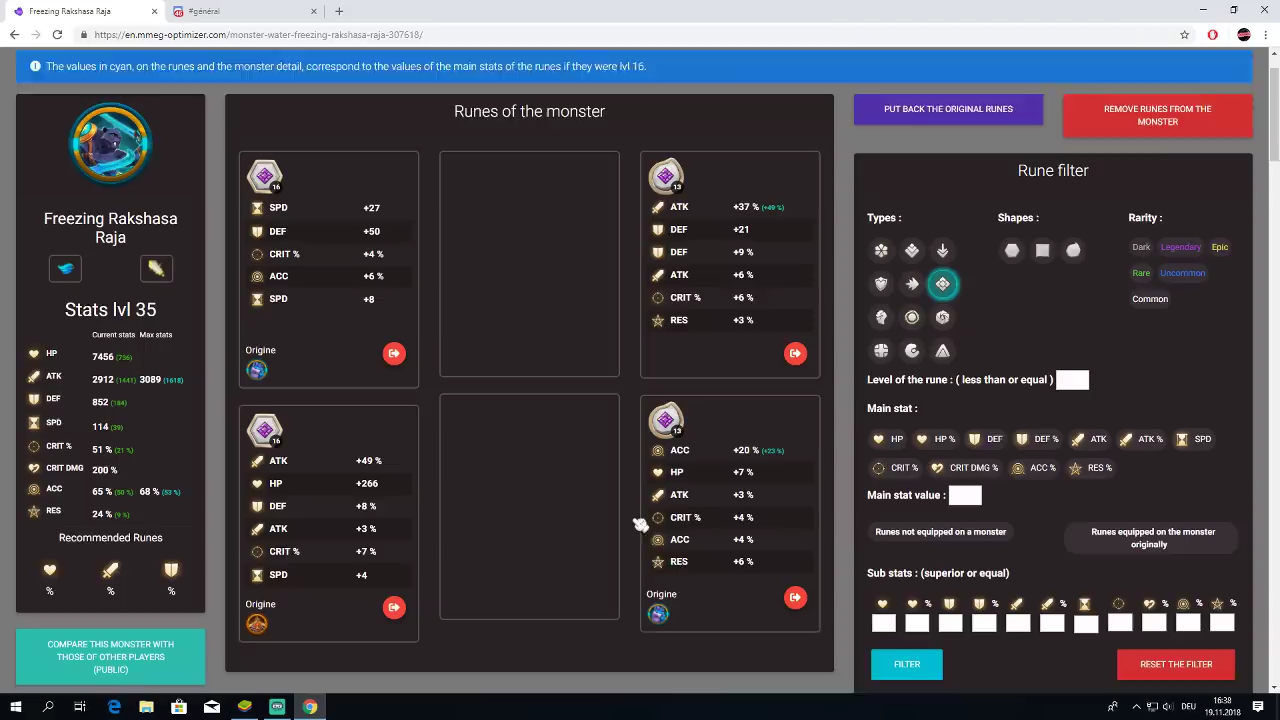 Freezing Rakshasa Raja
#général
https://en.mmeg-optimizer.com/monster-water-freezing-rakshasa-raja-307618/
The values in cyan, on the runes and the monster detail, correspond to the values of the main stats of the runes if they were lvl 16.
Freezing Rakshasa
Raja
Stats lvl 35
Current stats Max stats
HP 7456 (736)
ATK 2912 (1441) 3089 (1618)
DEF 852 (184)
SPD 114 (39)
CRIT % 51 % (21 %)
CRIT DMG 200 %
ACC 65 % (50 %) 68 % (53 %)
RES 24 % (9 %)
Recommended Runes
% % %
COMPARE THIS MONSTER WITH
THOSE OF OTHER PLAYERS
(PUBLIC)
Runes of the monster
16
SPD +27
DEF +50
CRIT % +4 %
ACC +6 %
SPD +8
Origine
13
ATK +37 % (+49 %)
DEF +21
DEF +9 %
ATK +6 %
CRIT % +6 %
RES +3 %
16
ATK +49 %
HP +266
DEF +8 %
ATK +3 %
CRIT % +7 %
SPD +4
Origine
13
ACC +20 % (+23 %)
HP +7 %
ATK +3 %
CRIT % +4 %
ACC +4 %
RES +6 %
Origine
PUT BACK THE ORIGINAL RUNES
REMOVE RUNES FROM THE
MONSTER
Rune filter
Types : Shapes : Rarity :
Dark Legendary Epic
Rare Uncommon
Common
Level of the rune : ( less than or equal )
Main stat :
HP HP % DEF DEF % ATK ATK % SPD
CRIT % CRIT DMG % ACC % RES %
Main stat value :
Runes not equipped on a monster
Runes equipped on the monster
originally
Sub stats : (superior or equal)
% % % % % %
FILTER
RESET THE FILTER
DEU
16:38
19.11.2018